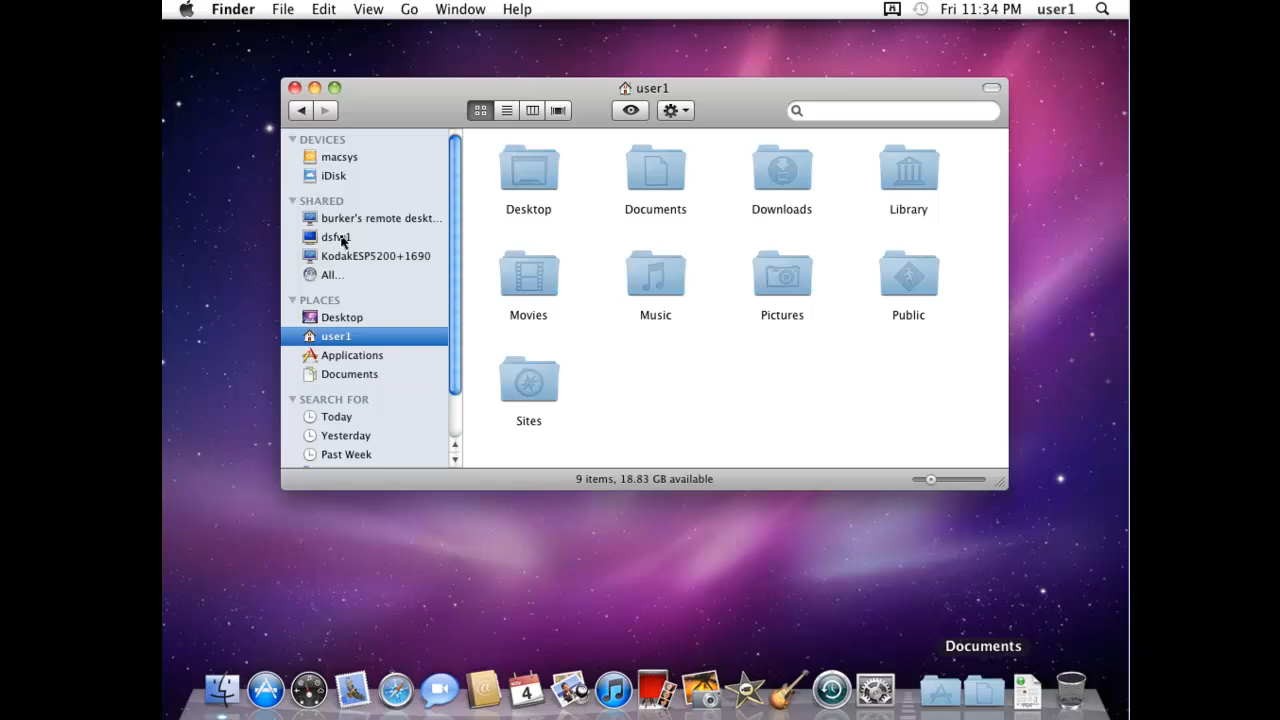 Finder File Edit View Go Window Help Fri 11:34 PM user1
user1
DEVICES
macsys
iDisk
SHARED
burker's remote deskt...
KodakESP5200+1690
All...
PLACES
Desktop
user1
Applications
Documents
SEARCH FOR
Today
Yesterday
Past Week
Desktop Documents Downloads Library
Movies Music Pictures Public
Sites
9 items, 18.83 GB available
Documents
NOV
4